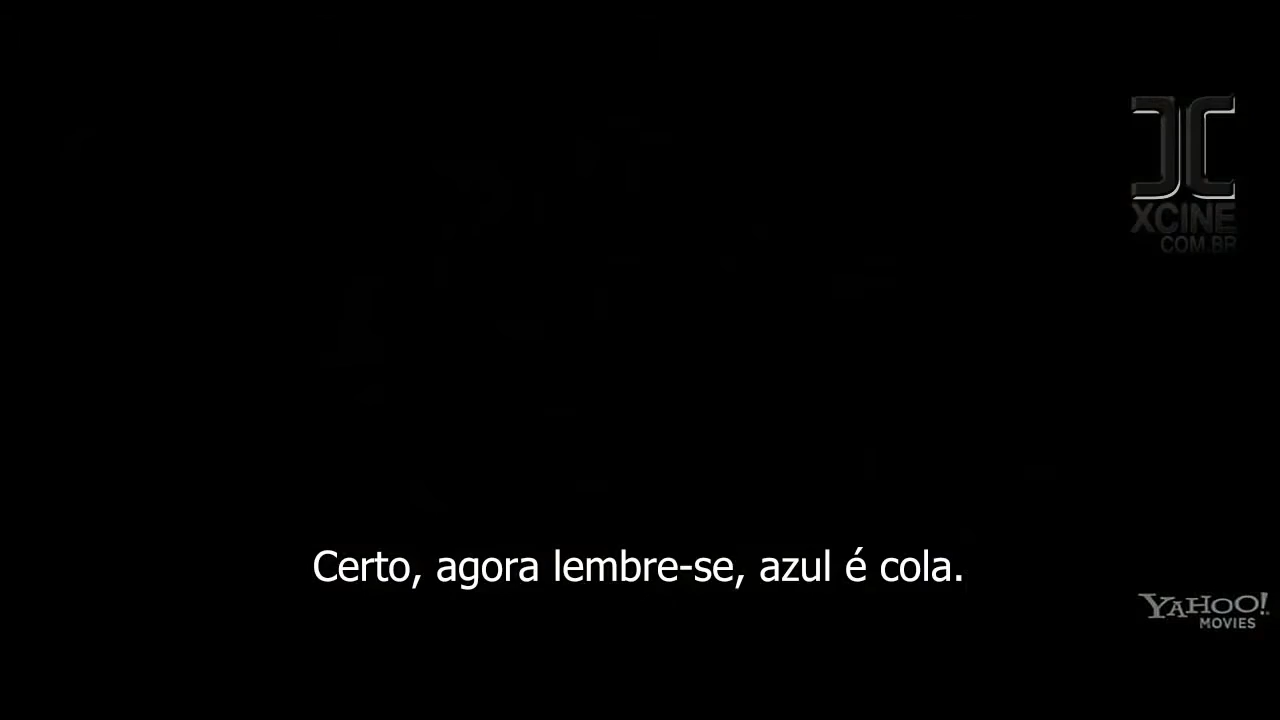 XCINE
COM.BR
Certo, agora lembre-se, azul é cola.
YAHOO!
MOVIES